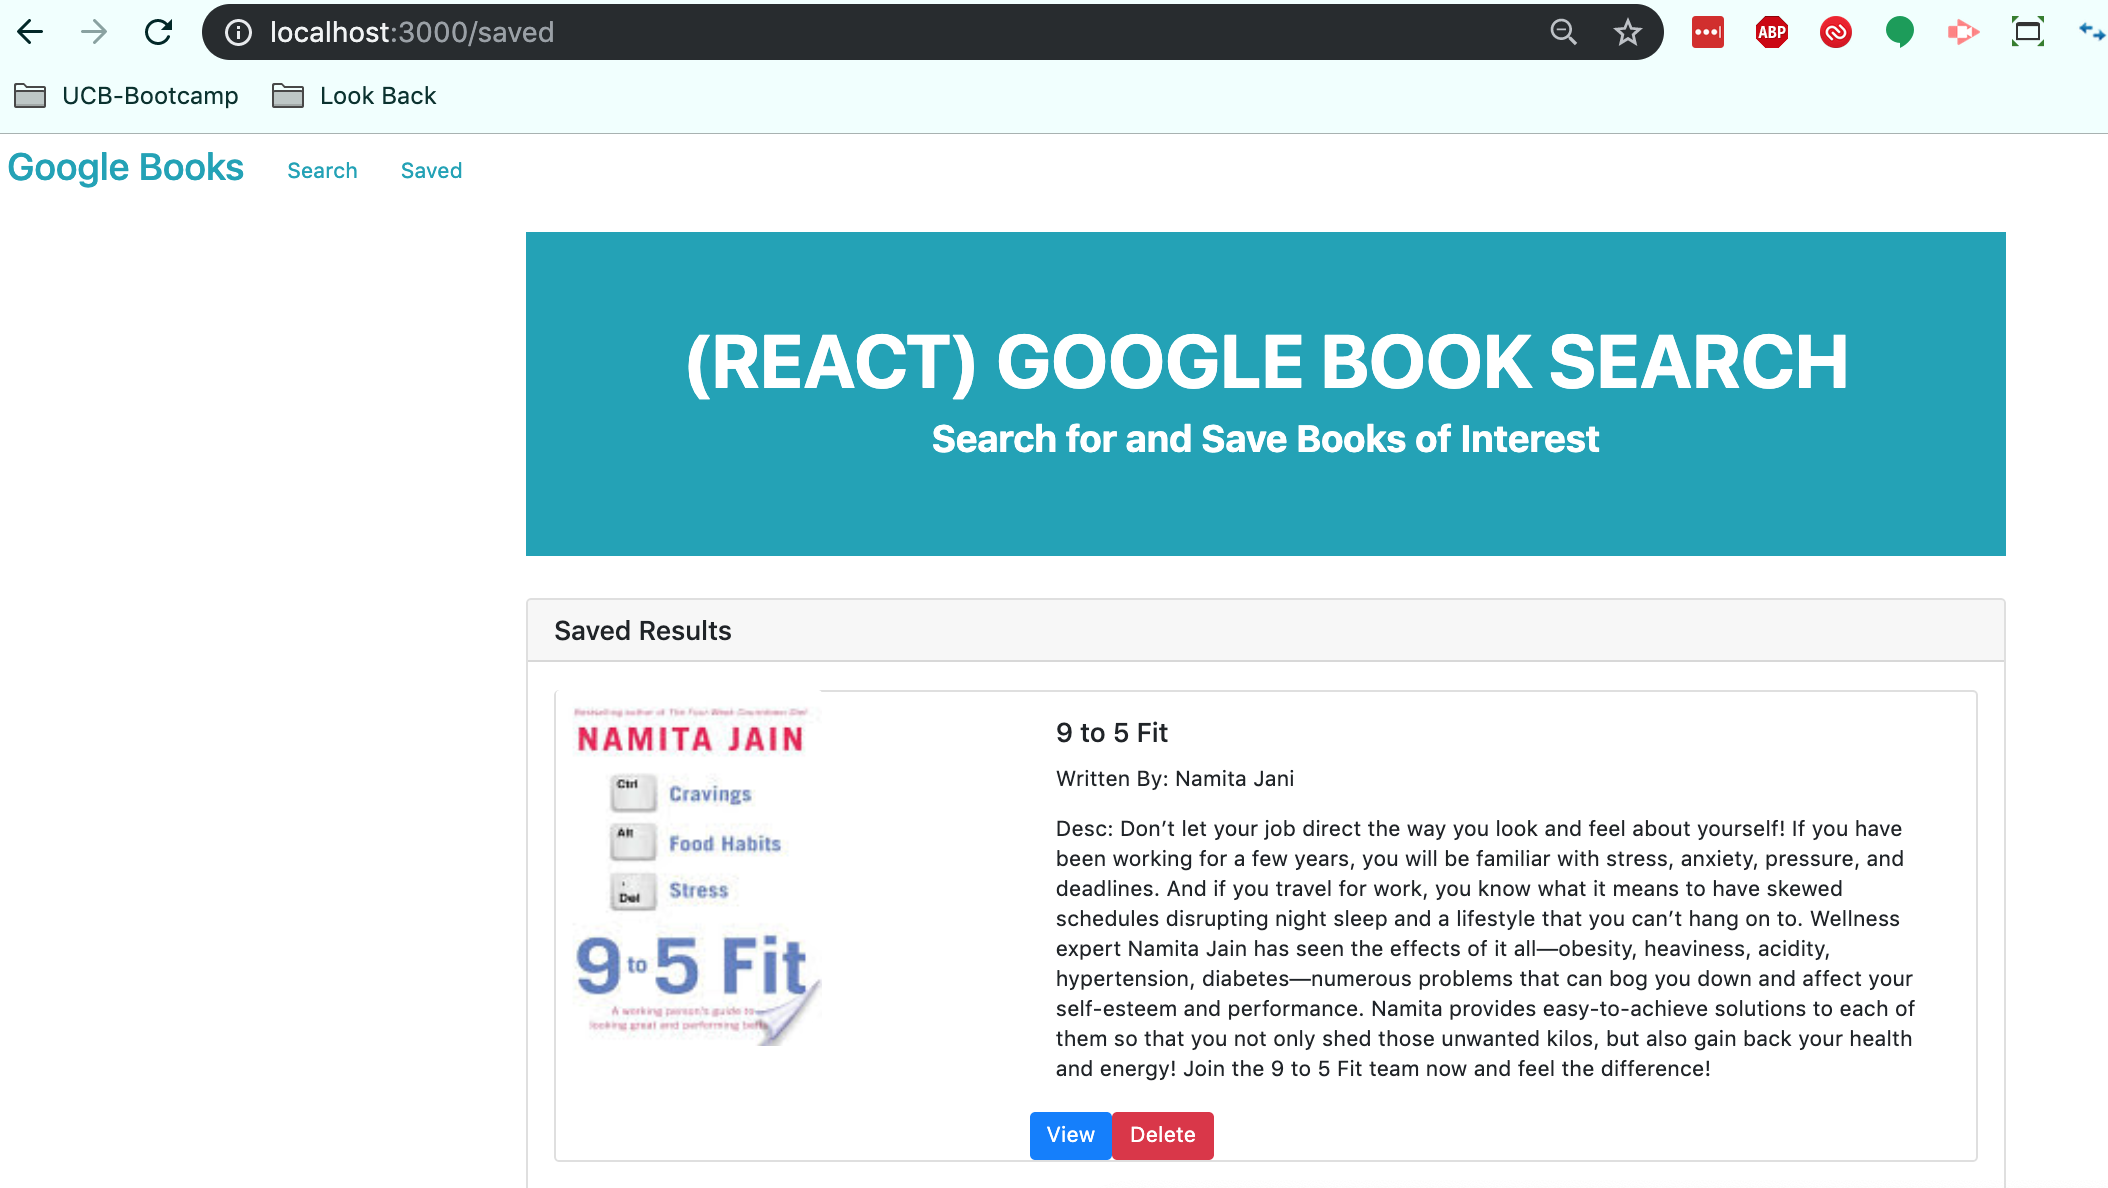 localhost:3000/saved
ABP
UCB-Bootcamp Look Back
Google Books Search Saved
(REACT) GOOGLE BOOK SEARCH
Search for and Save Books of Interest
Saved Results
Bestselling author of The Four-Week Countdown Diet
NAMITA JAIN
Ctrl Cravings
Alt Food Habits
Del Stress
9 to 5 Fit
A working person's guide to
looking great and performing
9 to 5 Fit
Written By: Namita Jani
Desc: Don’t let your job direct the way you look and feel about yourself! If you have
been working for a few years, you will be familiar with stress, anxiety, pressure, and
deadlines. And if you travel for work, you know what it means to have skewed
schedules disrupting night sleep and a lifestyle that you can’t hang on to. Wellness
expert Namita Jain has seen the effects of it all—obesity, heaviness, acidity,
hypertension, diabetes—numerous problems that can bog you down and affect your
self-esteem and performance. Namita provides easy-to-achieve solutions to each of
them so that you not only shed those unwanted kilos, but also gain back your health
and energy! Join the 9 to 5 Fit team now and feel the difference!
View Delete